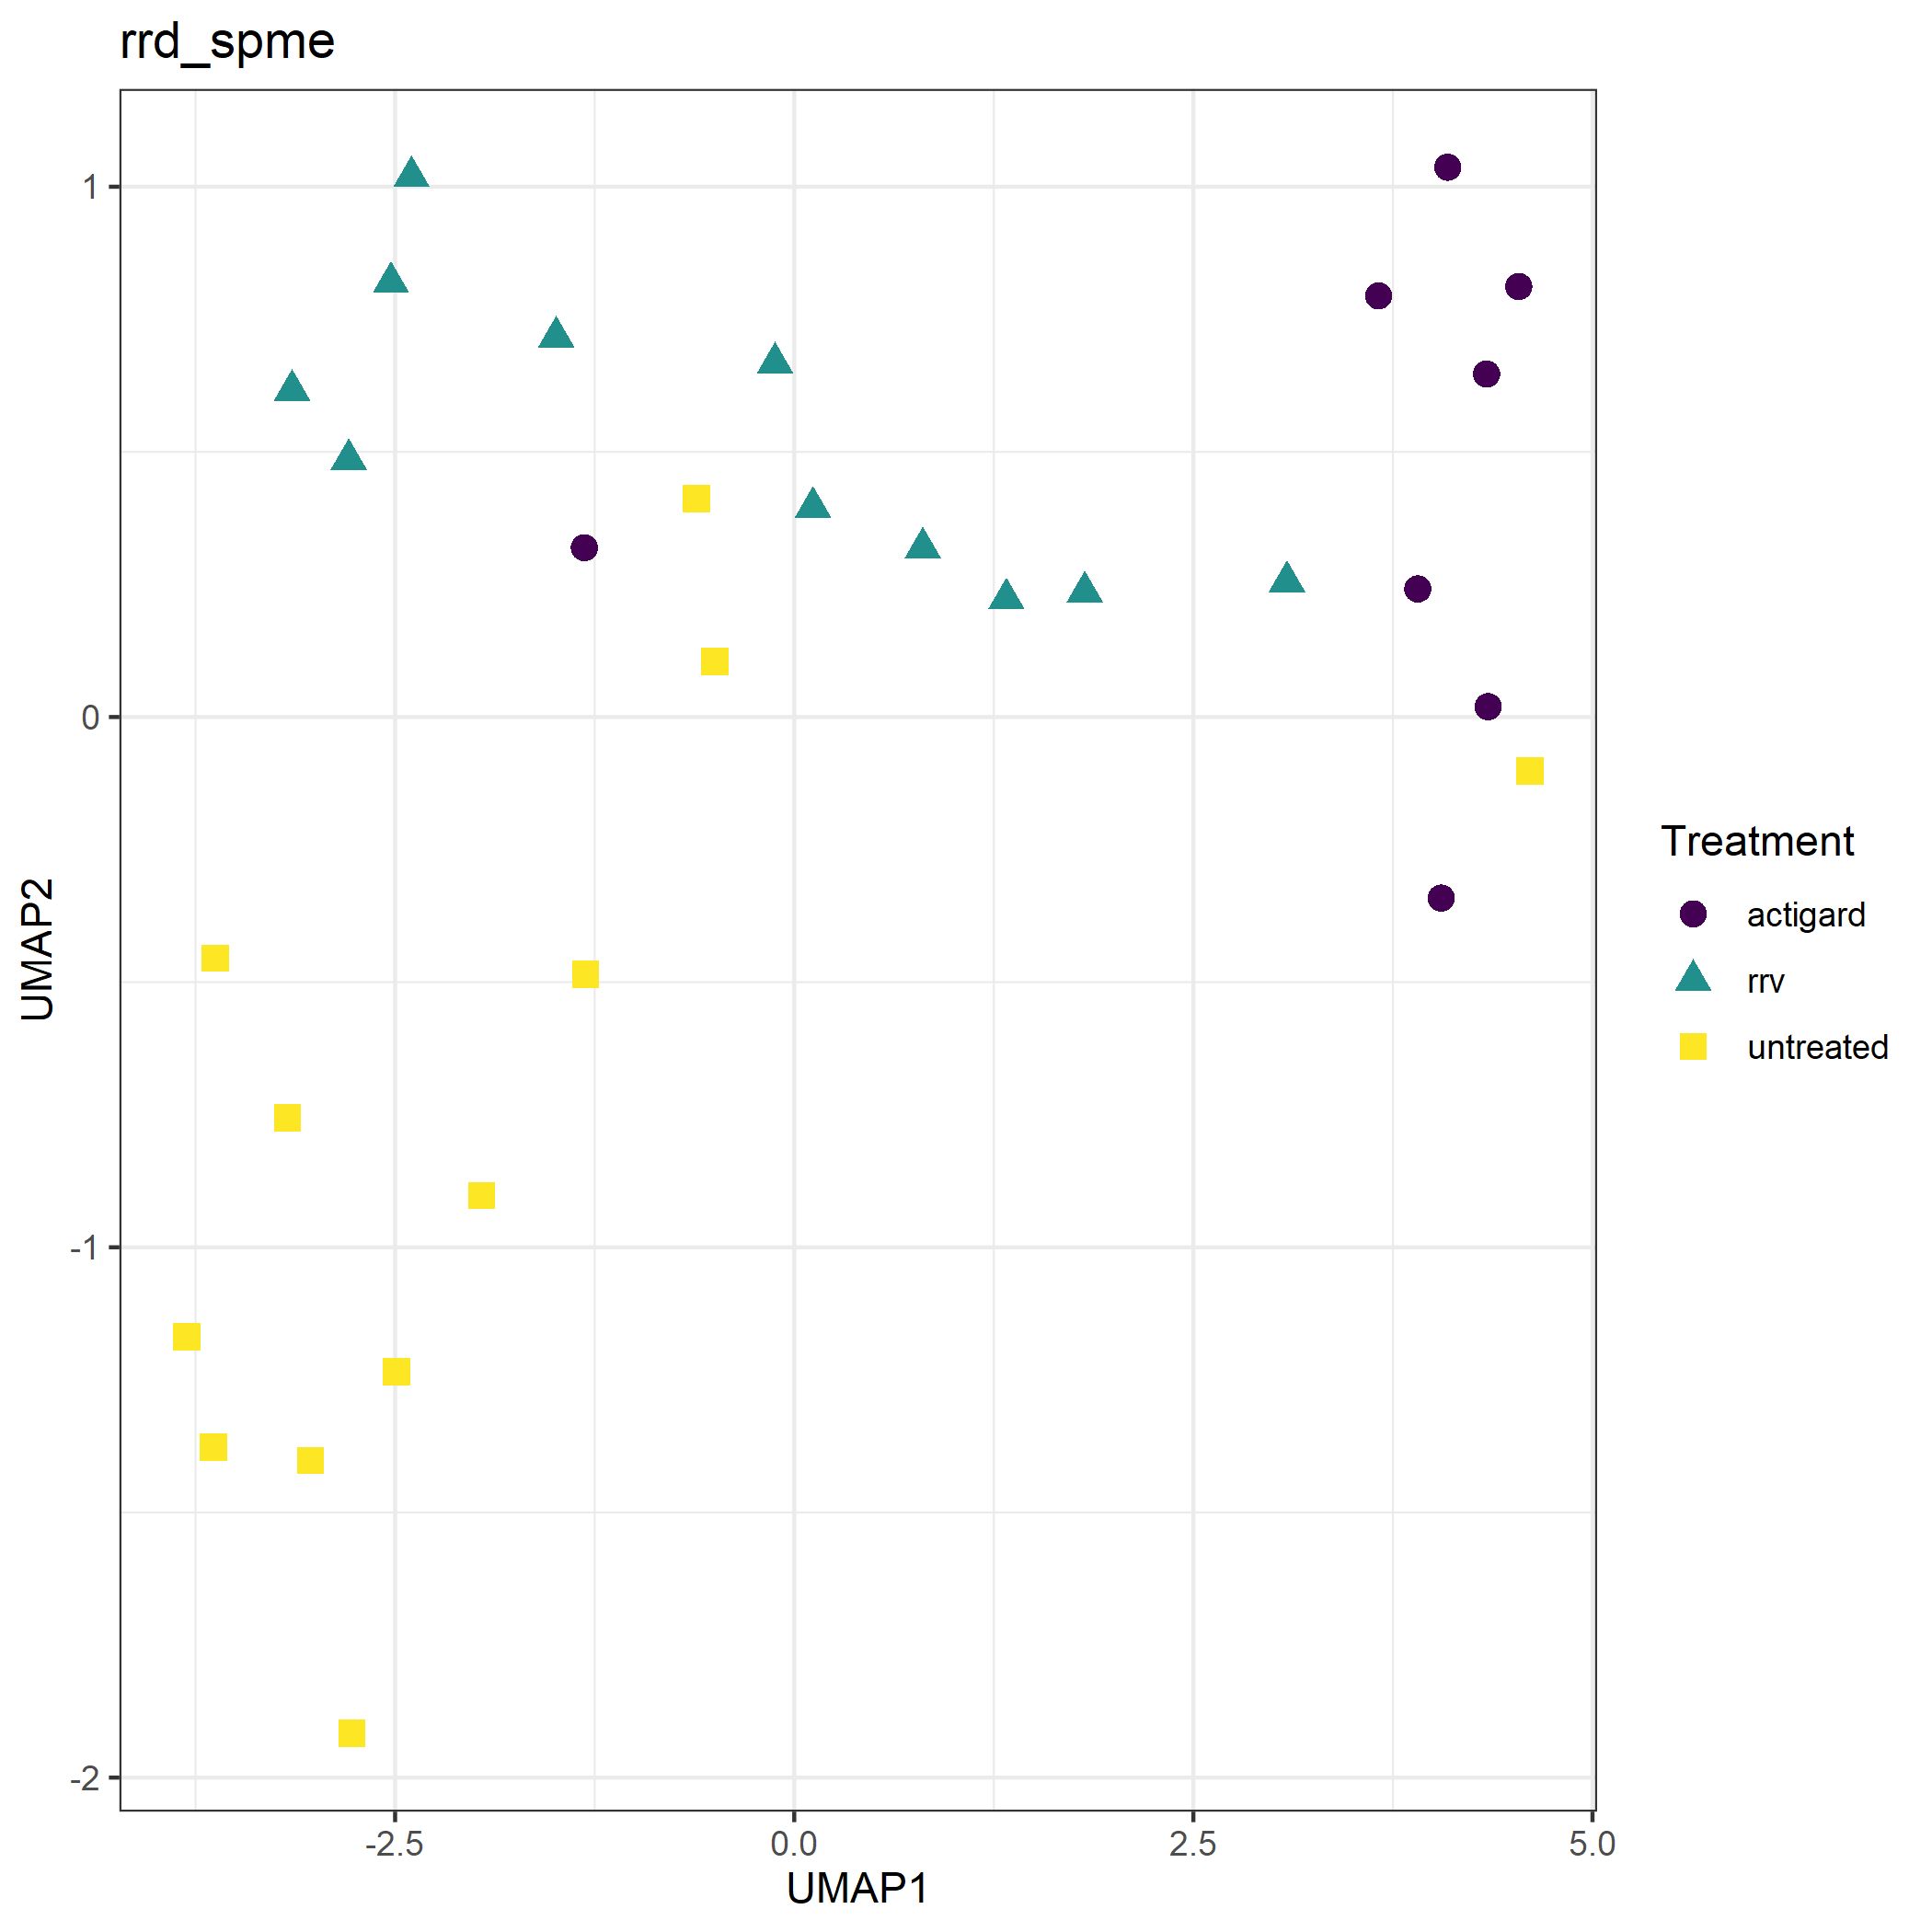 rrd_spme
1
0
-1
-2
UMAP2
-2.5
0.0
2.5
5.0
UMAP1
Treatment
actigard
rrv
untreated